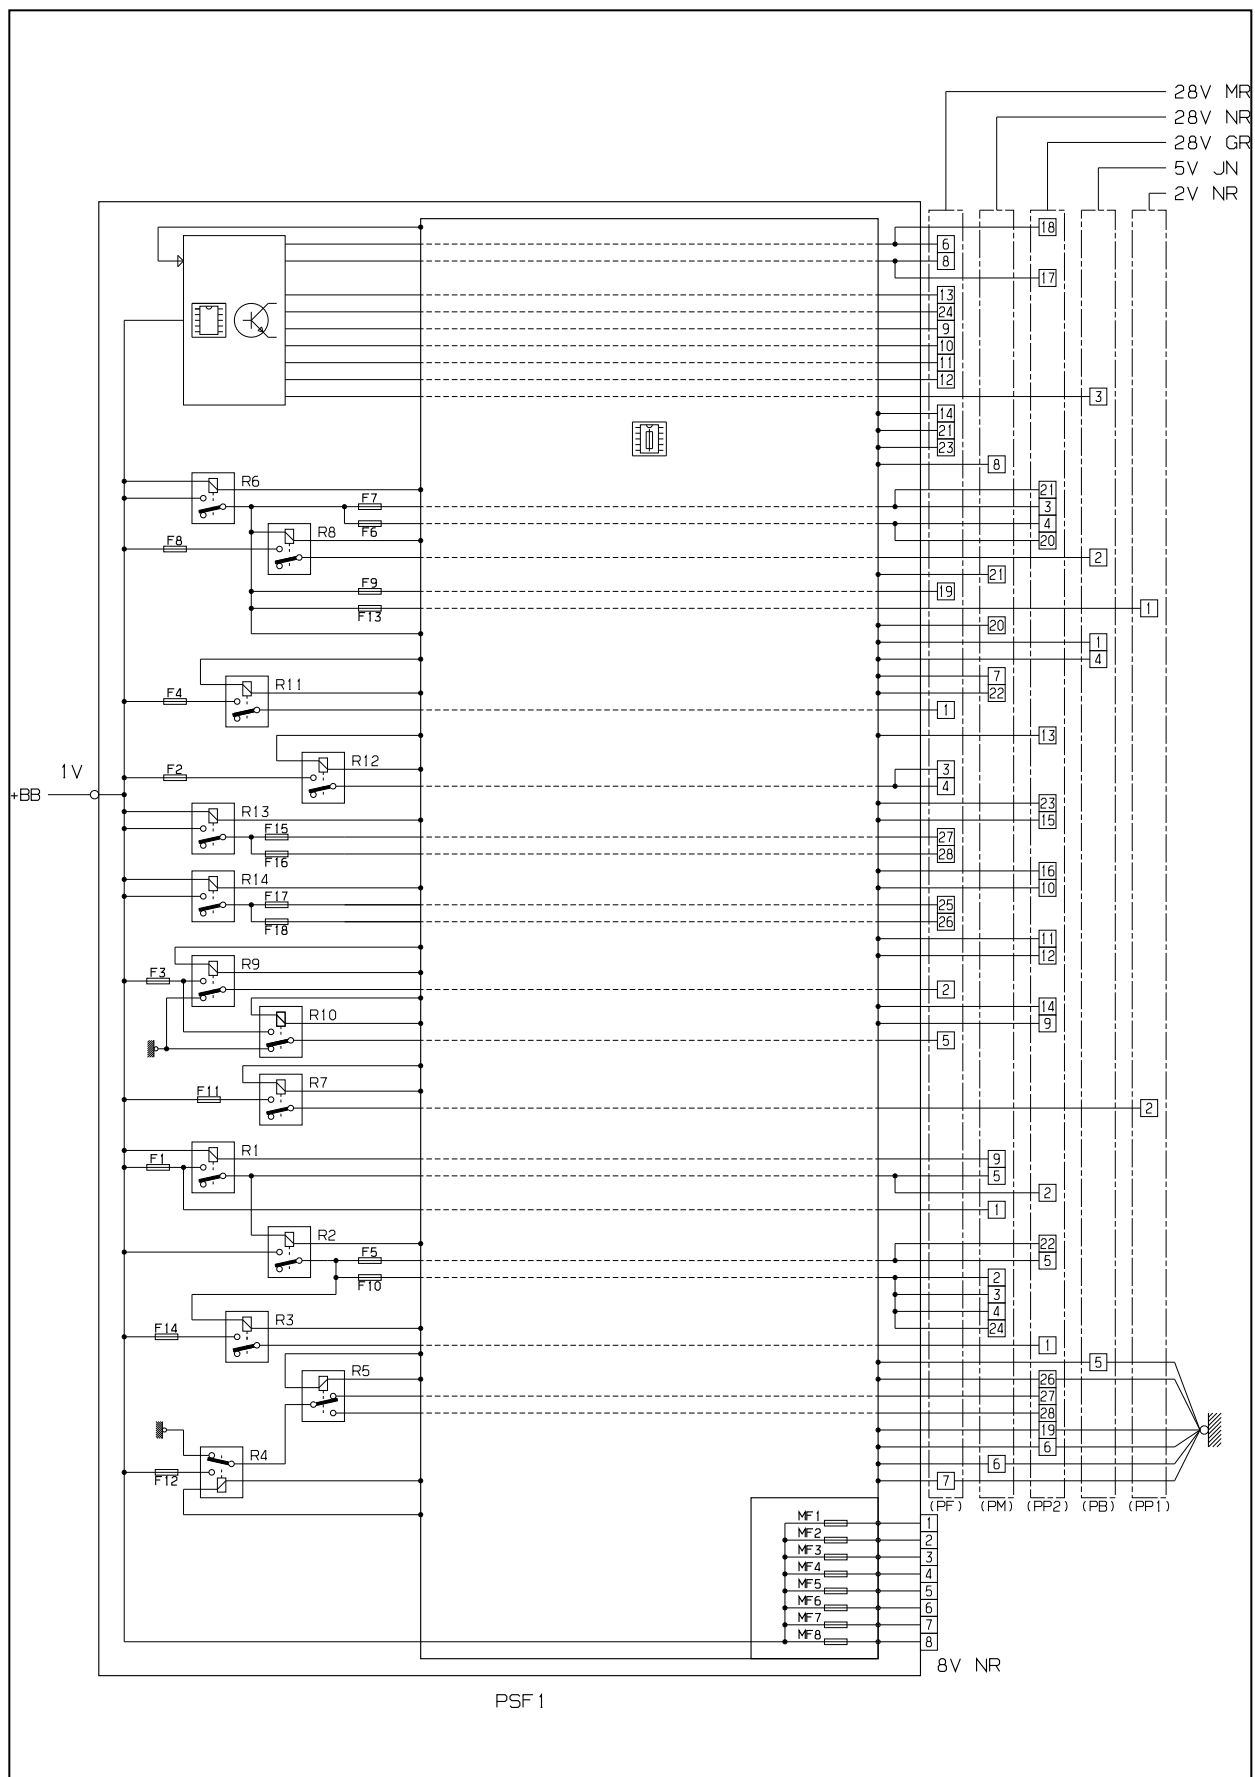 28V MR
28V NR
28V GR
5V JN
2V NR
18
6
8
17
13
24
9
10
11
12
3
14
21
23
8
R6
21
F7
3
F6
4
R8
20
F8
2
21
F9
19
F13
1
20
1
4
7
R11
22
F4
1
13
R12
3
F2
4
1V
+BB
23
R13
15
F15
27
F16
28
16
R14
10
F17
25
F18
26
11
R9
12
F3
2
14
R10
9
5
R7
F11
2
R1
9
F1
5
2
1
R2
22
F5
5
F10
2
3
4
R3
24
F14
1
5
R5
26
27
28
19
6
R4
6
F12
7
(PF) (PM) (PP2) (PB) (PP1)
MF1 1
MF2 2
MF3 3
MF4 4
MF5 5
MF6 6
MF7 7
MF8 8
8V NR
PSF1